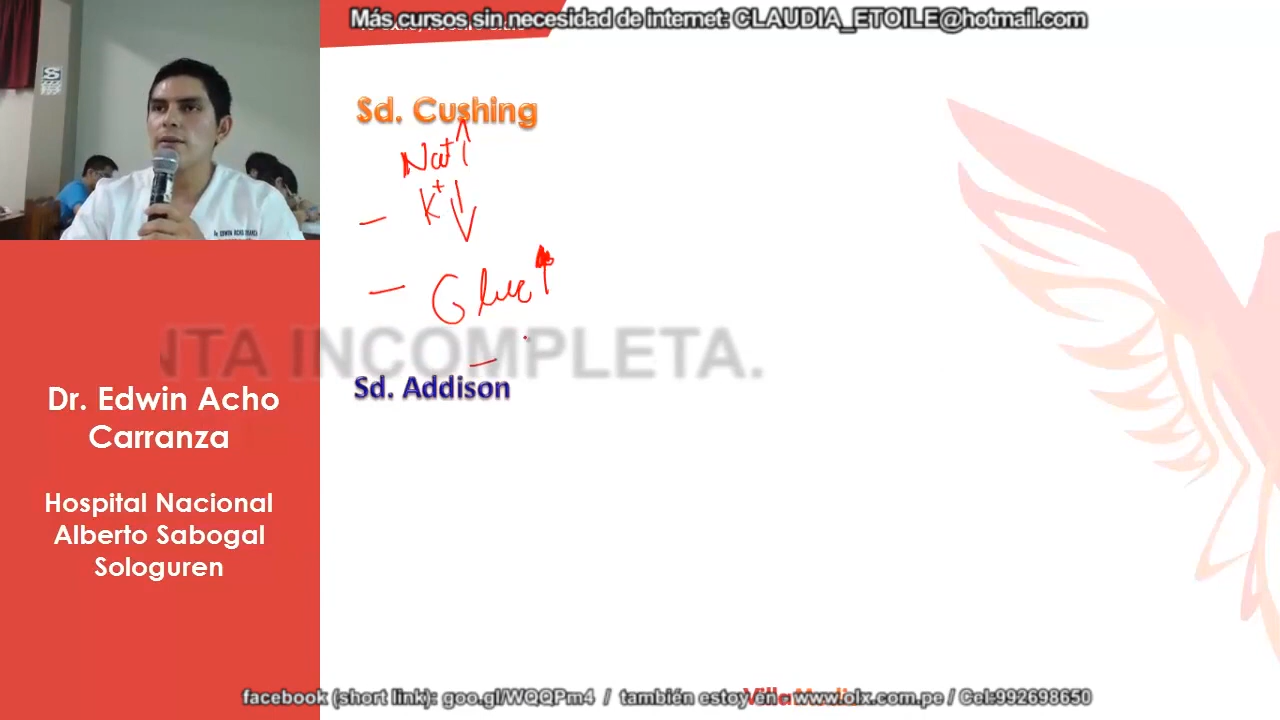 Más cursos sin necesidad de internet: CLAUDIA_ETOILE@hotmail.com
Sd. Cushing
Na+ ↑
K+ ↓
Gluc ↑
NTA INCOMPLETA.
Sd. Addison
Dr. Edwin Acho
Carranza
Hospital Nacional
Alberto Sabogal
Sologuren
facebook (short link): goo.gl/WQQPm4 / también estoy en : www.olx.com.pe / Cel:992698650